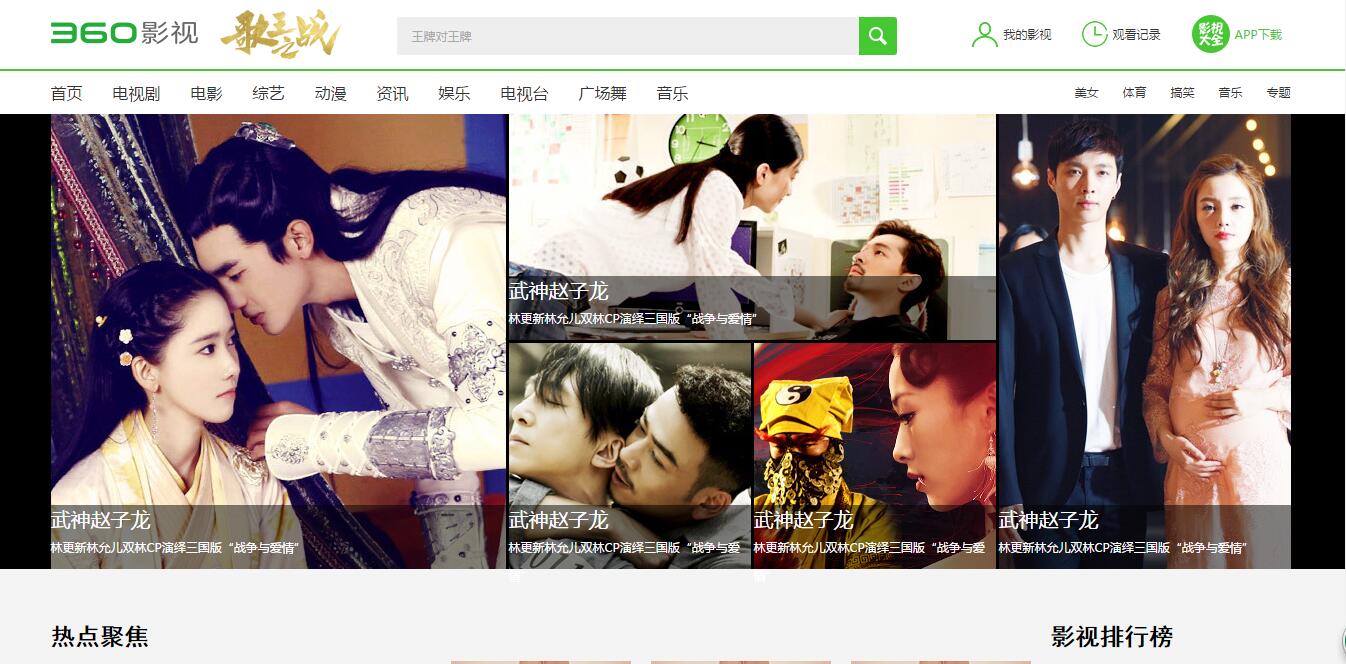 360影视
歌王之战
王牌对王牌
我的影视
观看记录
影视大全
APP下载
首页 电视剧 电影 综艺 动漫 资讯 娱乐 电视台 广场舞 音乐
美女 体育 搞笑 音乐 专题
武神赵子龙
林更新林允儿双林CP演绎三国版“战争与爱情”
武神赵子龙
林更新林允儿双林CP演绎三国版“战争与爱情”
武神赵子龙
林更新林允儿双林CP演绎三国版“战争与爱
情”
武神赵子龙
林更新林允儿双林CP演绎三国版“战争与爱
情”
武神赵子龙
林更新林允儿双林CP演绎三国版“战争与爱情”
热点聚焦
影视排行榜